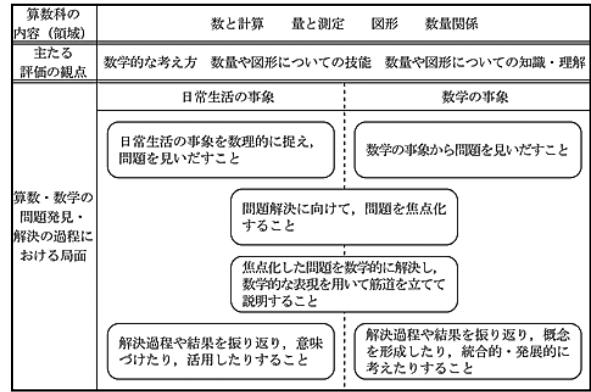 算数科の
内容（領域）
数と計算　量と測定　図形　数量関係
主たる
評価の観点
数学的な考え方　数量や図形についての技能　数量や図形についての知識・理解
日常生活の事象
数学の事象
算数・数学の
問題発見・
解決の過程に
おける局面
日常生活の事象を数理的に捉え，
問題を見いだすこと
数学の事象から問題を見いだすこと
問題解決に向けて，問題を焦点化
すること
焦点化した問題を数学的に解決し，
数学的な表現を用いて筋道を立てて
説明すること
解決過程や結果を振り返り，意味
づけたり，活用したりすること
解決過程や結果を振り返り，概念
を形成したり，統合的・発展的に
考えたりすること